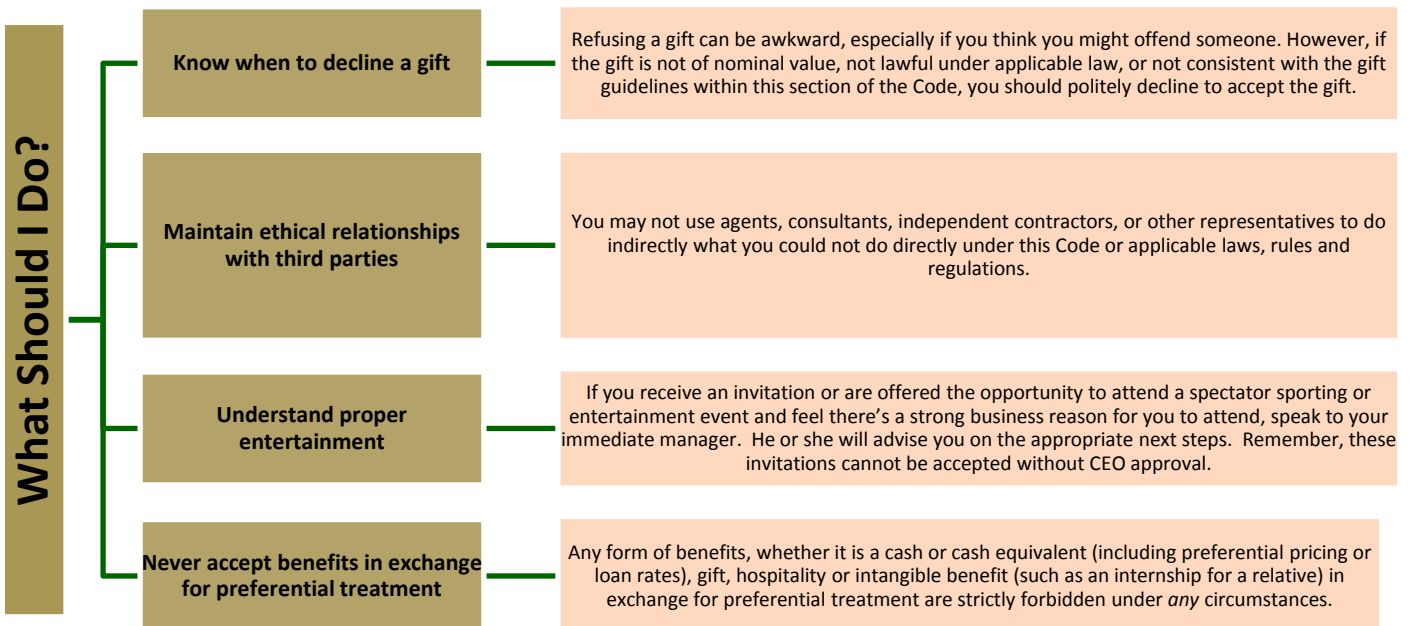 What Should I Do?
Know when to decline a gift
Refusing a gift can be awkward, especially if you think you might offend someone. However, if
the gift is not of nominal value, not lawful under applicable law, or not consistent with the gift
guidelines within this section of the Code, you should politely decline to accept the gift.
Maintain ethical relationships
with third parties
You may not use agents, consultants, independent contractors, or other representatives to do
indirectly what you could not do directly under this Code or applicable laws, rules and
regulations.
Understand proper
entertainment
If you receive an invitation or are offered the opportunity to attend a spectator sporting or
entertainment event and feel there's a strong business reason for you to attend, speak to your
immediate manager.  He or she will advise you on the appropriate next steps.  Remember, these
invitations cannot be accepted without CEO approval.
Never accept benefits in exchange
for preferential treatment
Any form of benefits, whether it is a cash or cash equivalent (including preferential pricing or
loan rates), gift, hospitality or intangible benefit (such as an internship for a relative) in
exchange for preferential treatment are strictly forbidden under any circumstances.